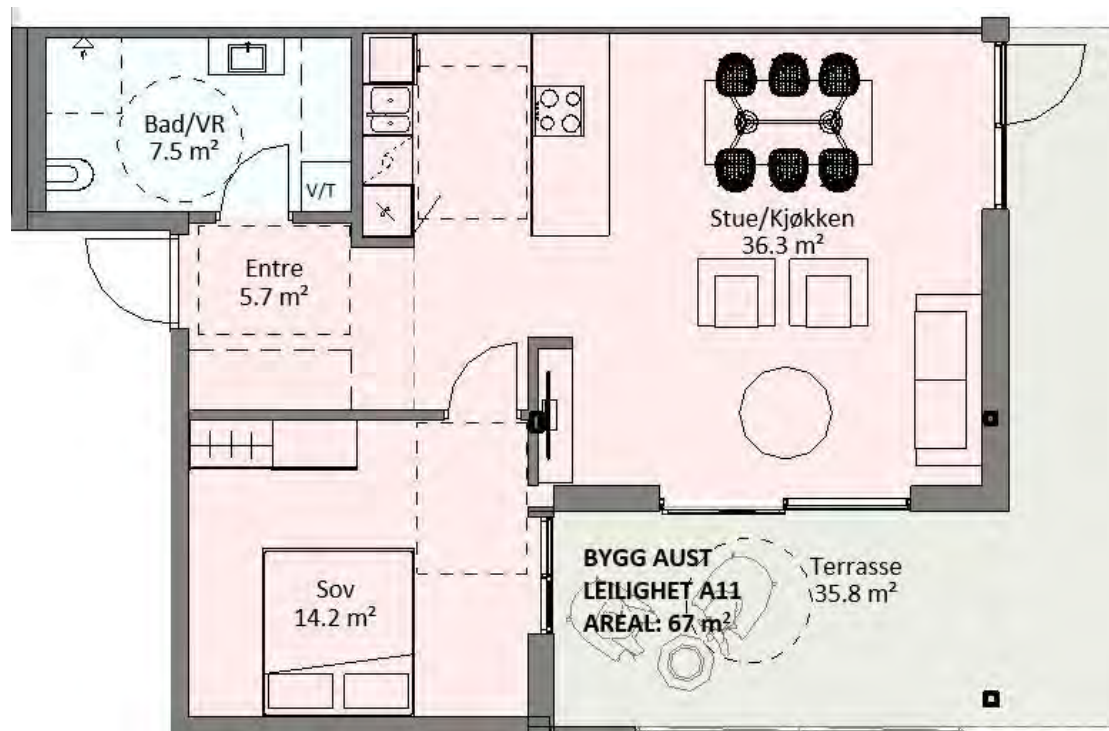 Bad/VR
7.5 m²
V/T
Entre
5.7 m²
Stue/Kjøkken
36.3 m²
Sov
14.2 m²
BYGG AUST
LEILIGHET A11
AREAL: 67 m²
Terrasse
35.8 m²